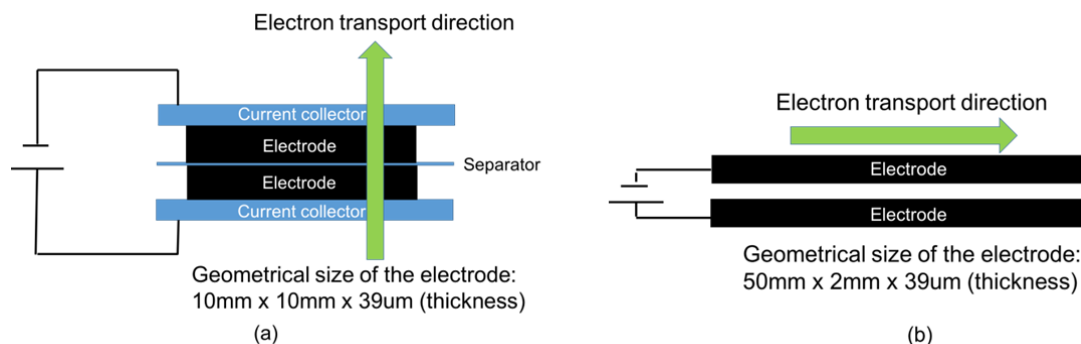 Electron transport direction
Current collector
Electrode
Separator
Electrode
Current collector
Geometrical size of the electrode:
10mm x 10mm x 39um (thickness)
(a)
Electron transport direction
Electrode
Electrode
Geometrical size of the electrode:
50mm x 2mm x 39um (thickness)
(b)